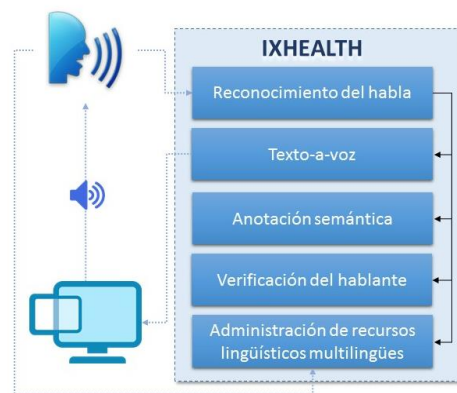 IXHEALTH
Reconocimiento del habla
Texto-a-voz
Anotación semántica
Verificación del hablante
Administración de recursos
lingüísticos multilingües